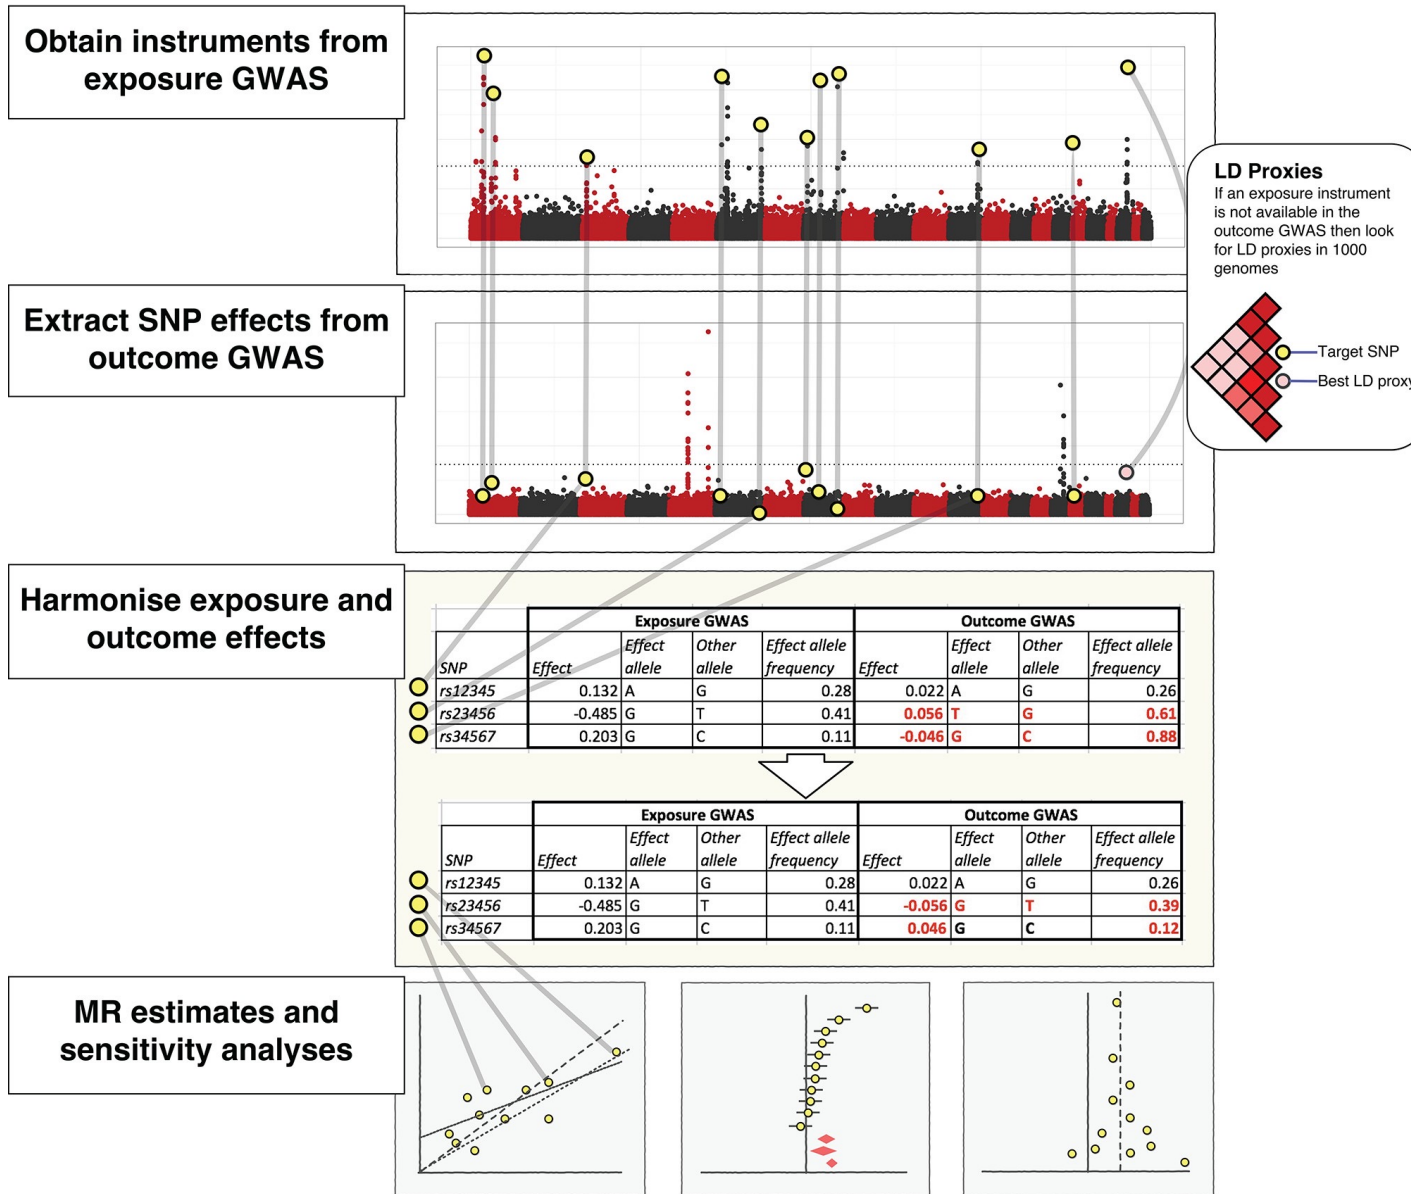 Obtain instruments from
exposure GWAS
LD Proxies
If an exposure instrument
is not available in the
outcome GWAS then look
for LD proxies in 1000
genomes
Target SNP
Best LD proxy
Extract SNP effects from
outcome GWAS
Harmonise exposure and
outcome effects
Exposure GWAS Outcome GWAS
SNP Effect Effect allele Other allele Effect allele frequency Effect Effect allele Other allele Effect allele frequency
rs12345 0.132 A G 0.28 0.022 A G 0.26
rs23456 -0.485 G T 0.41 0.056 T G 0.61
rs34567 0.203 G C 0.11 -0.046 G C 0.88
Exposure GWAS Outcome GWAS
SNP Effect Effect allele Other allele Effect allele frequency Effect Effect allele Other allele Effect allele frequency
rs12345 0.132 A G 0.28 0.022 A G 0.26
rs23456 -0.485 G T 0.41 -0.056 G T 0.39
rs34567 0.203 G C 0.11 0.046 G C 0.12
MR estimates and
sensitivity analyses